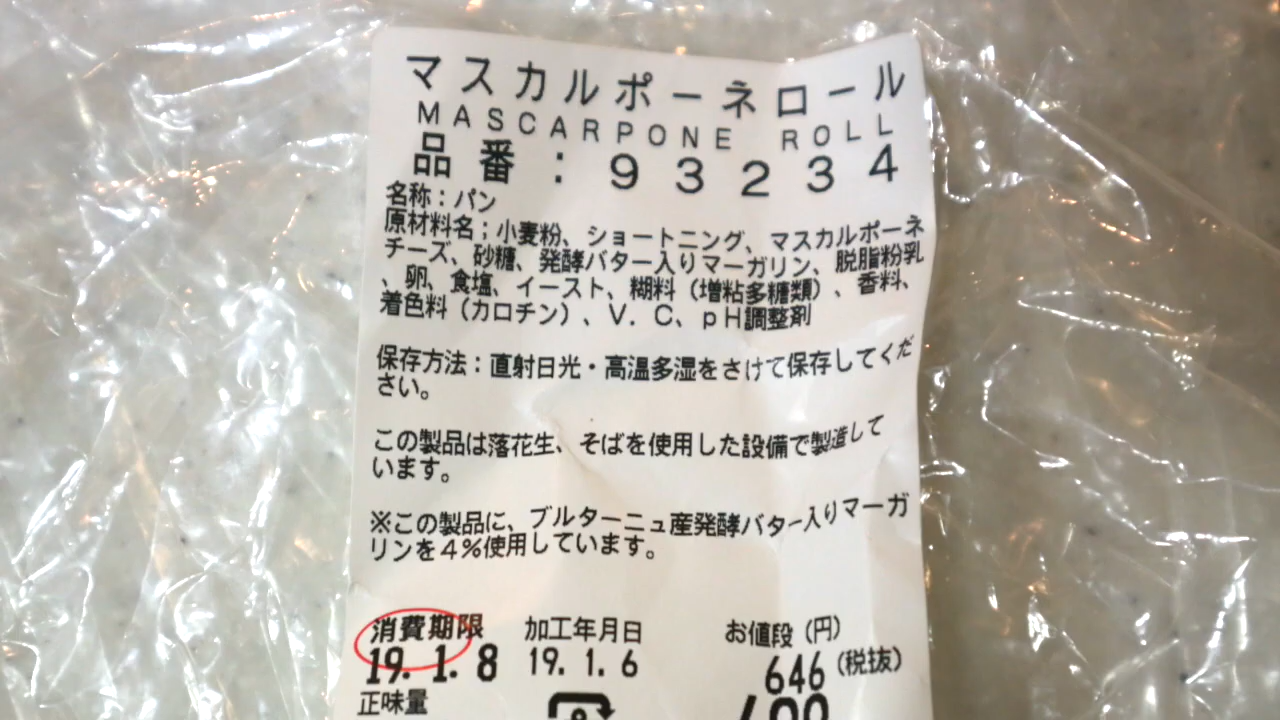 マスカルポーネロール
MASCARPONE ROLL
品番：93234
名称：パン
原材料名；小麦粉、ショートニング、マスカルポーネ
チーズ、砂糖、発酵バター入りマーガリン、脱脂粉乳
、卵、食塩、イースト、糊料（増粘多糖類）、香料、
着色料（カロチン）、V．C、pH調整剤
保存方法：直射日光・高温多湿をさけて保存してくだ
さい。
この製品は落花生、そばを使用した設備で製造して
います。
※この製品に、ブルターニュ産発酵バター入りマーガ
リンを4%使用しています。
消費期限 加工年月日 お値段（円）
19. 1. 8 19. 1. 6 646（税抜）
正味量